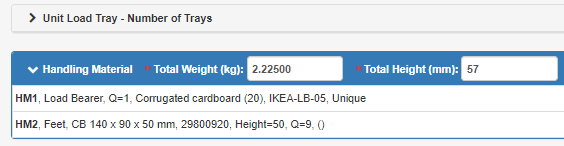 Unit Load Tray - Number of Trays
Handling Material * Total Weight (kg): 2.22500 * Total Height (mm): 57
HM1, Load Bearer, Q=1, Corrugated cardboard (20), IKEA-LB-05, Unique
HM2, Feet, CB 140 x 90 x 50 mm, 29800920, Height=50, Q=9, ()